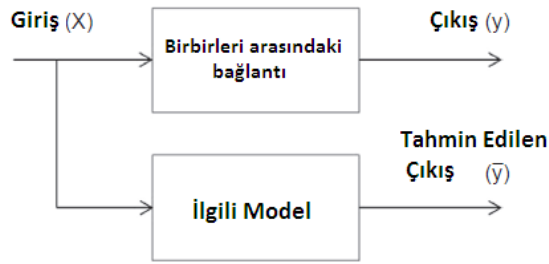 Giriş (X)
Birbirleri arasındaki
bağlantı
Çıkış (y)
İlgili Model
Tahmin Edilen
Çıkış (ȳ)